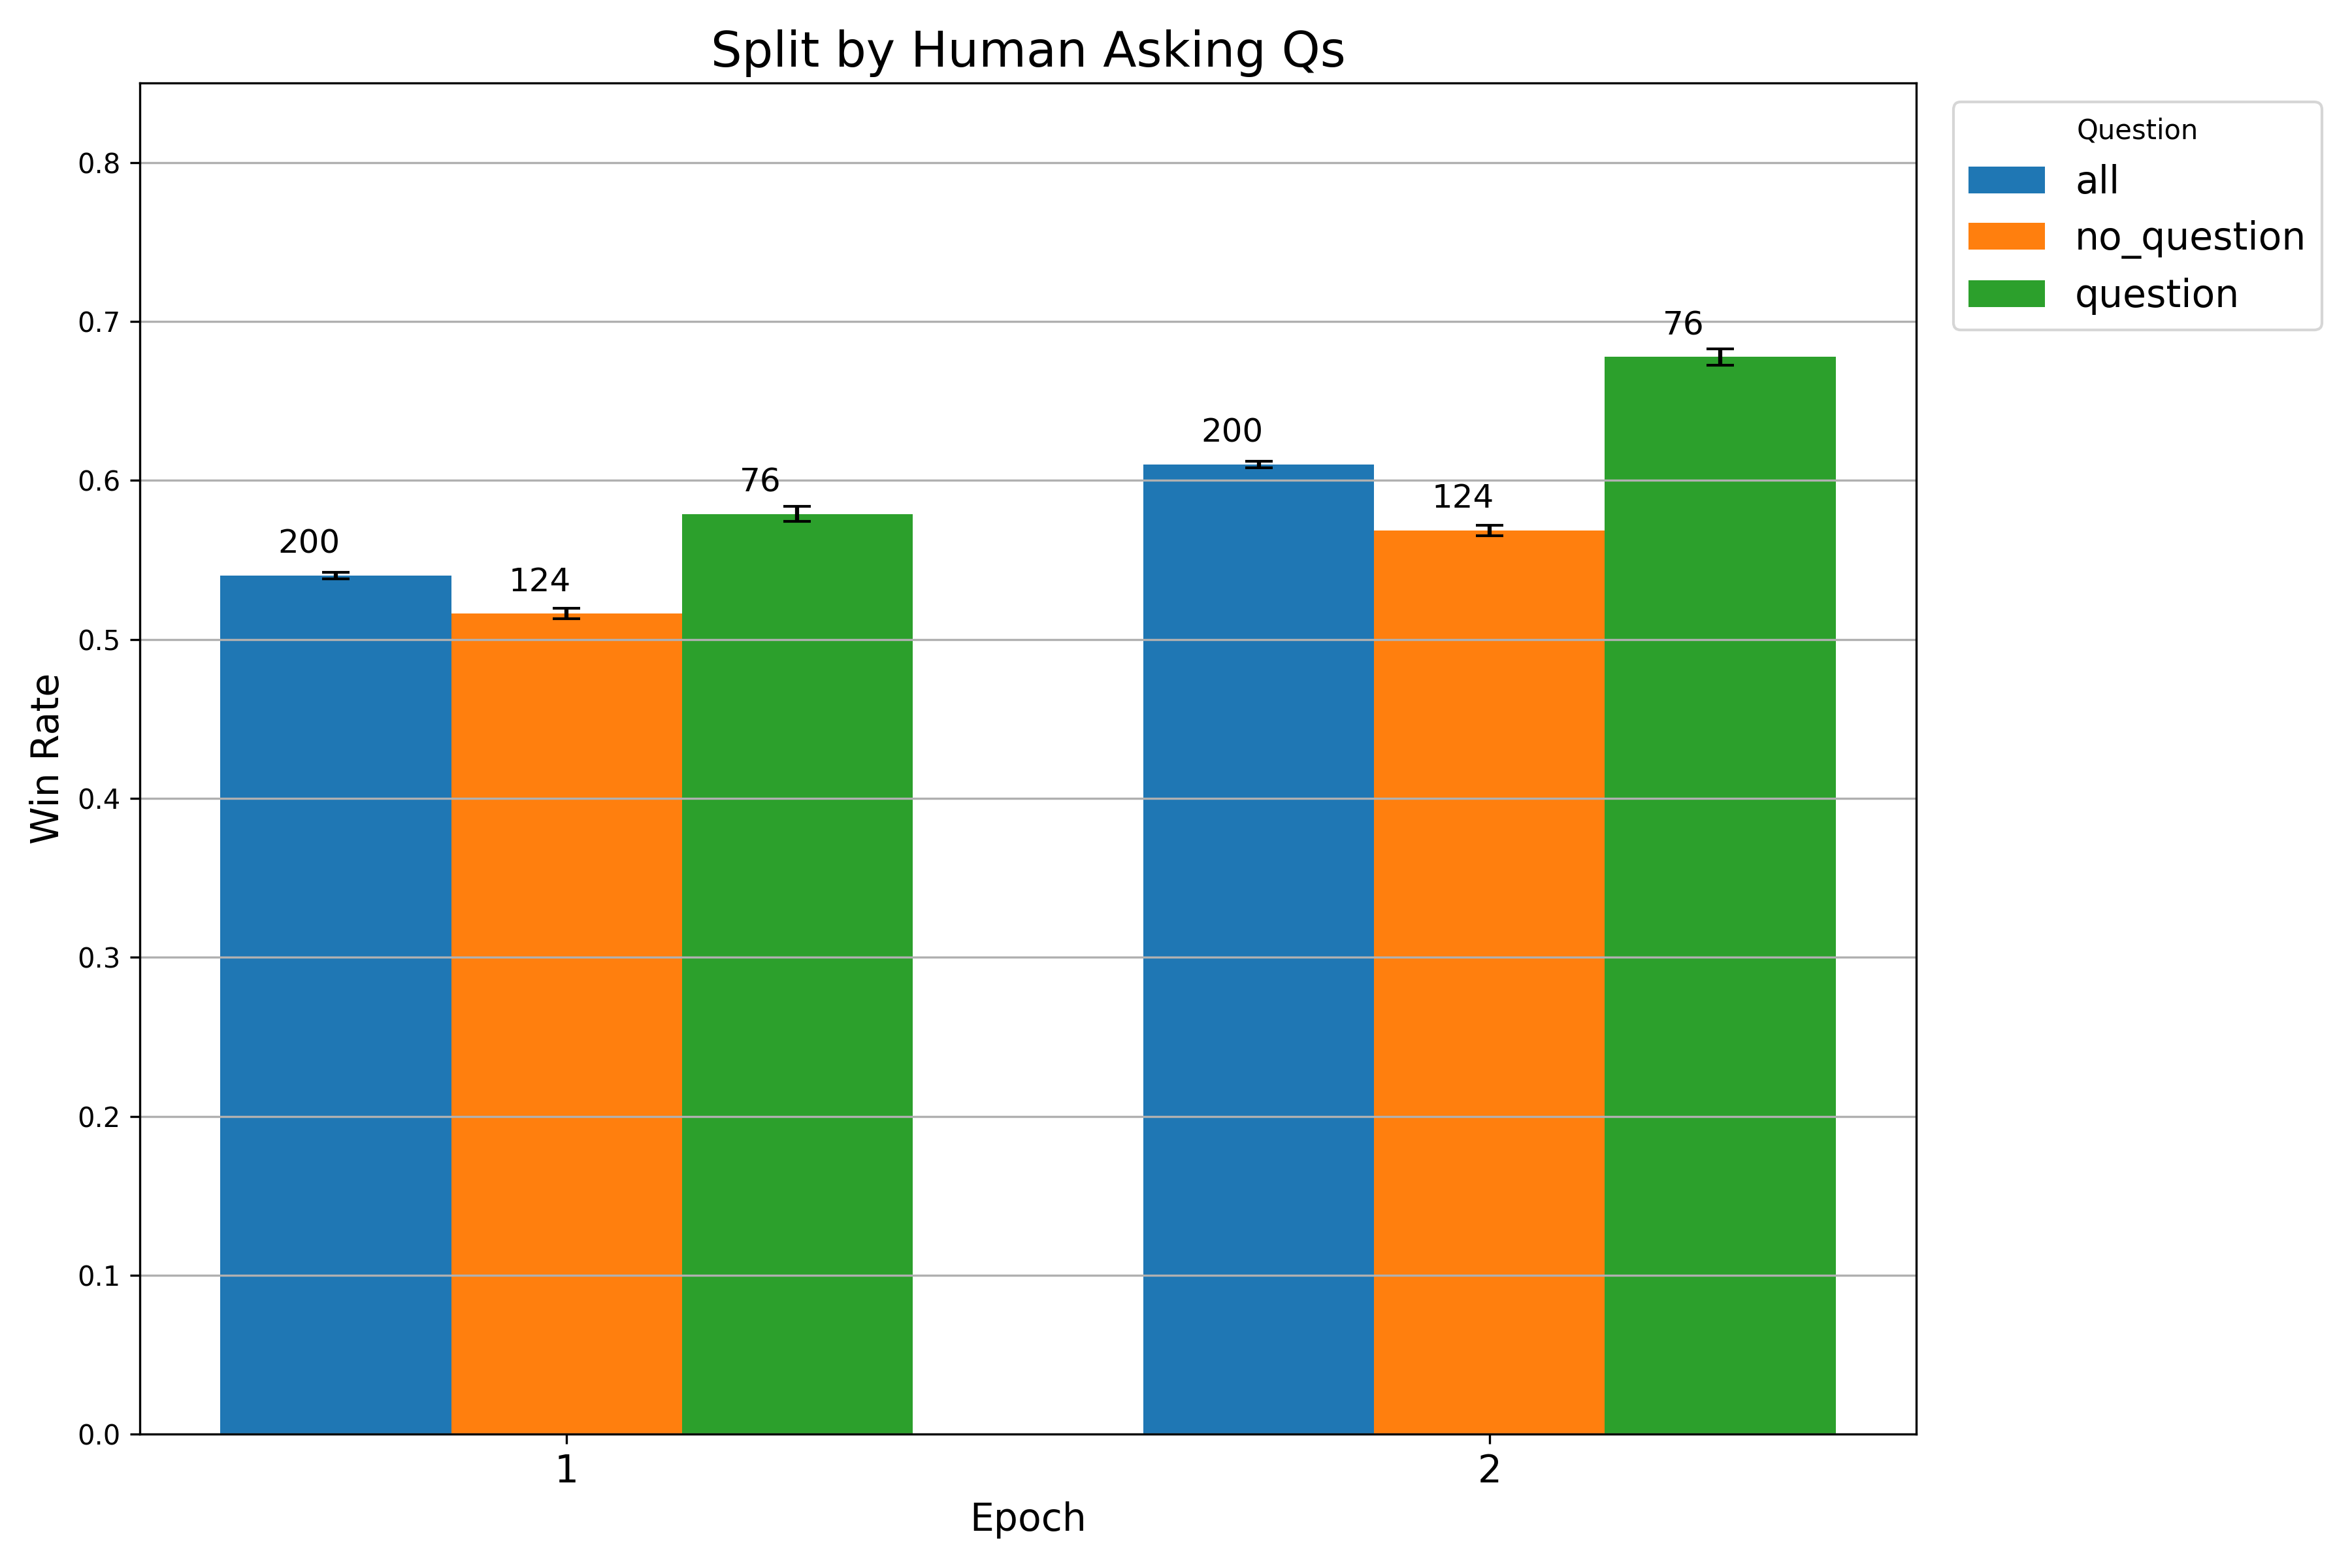 Split by Human Asking Qs
Question
all
no_question
question
0.8
0.7
0.6
0.5
0.4
0.3
0.2
0.1
0.0
Win Rate
200
124
76
200
124
76
1
2
Epoch